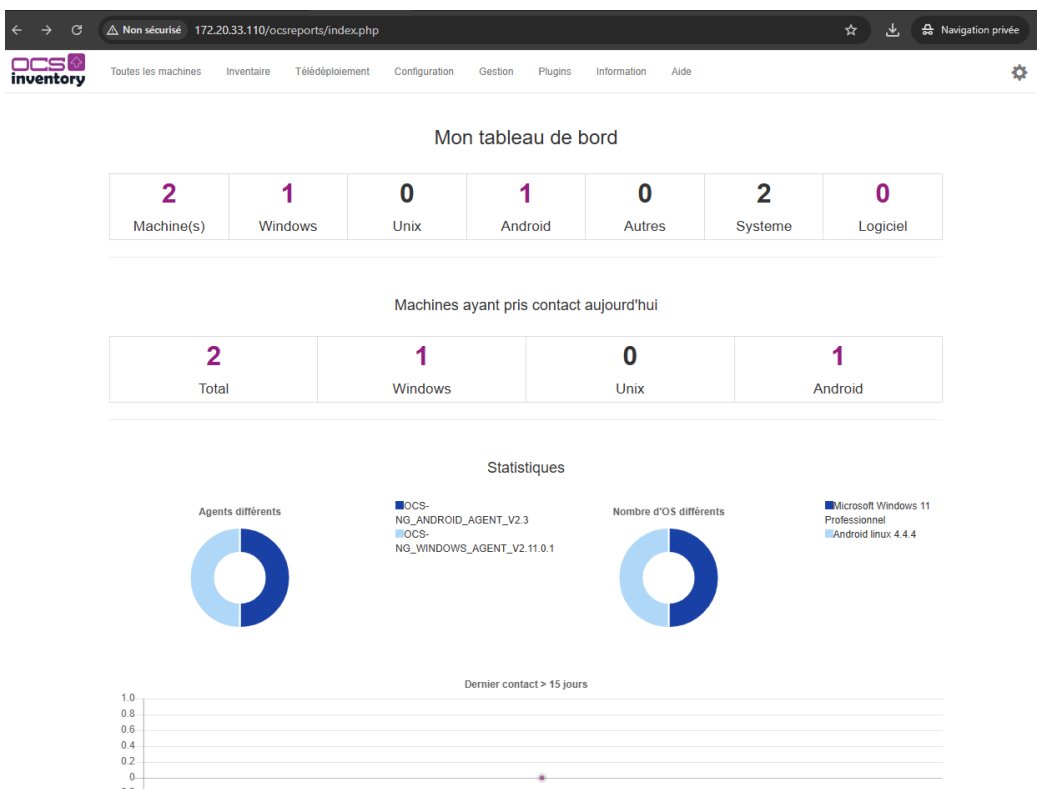 Non sécurisé 172.20.33.110/ocsreports/index.php Navigation privée
OCS inventory
Toutes les machines Inventaire Télédéploiement Configuration Gestion Plugins Information Aide
Mon tableau de bord
2 1 0 1 0 2 0
Machine(s) Windows Unix Android Autres Systeme Logiciel
Machines ayant pris contact aujourd'hui
2 1 0 1
Total Windows Unix Android
Statistiques
Agents différents
OCS-
NG_ANDROID_AGENT_V2.3
OCS-
NG_WINDOWS_AGENT_V2.11.0.1
Nombre d'OS différents
Microsoft Windows 11
Professionnel
Android linux 4.4.4
Dernier contact > 15 jours
1.0
0.8
0.6
0.4
0.2
0